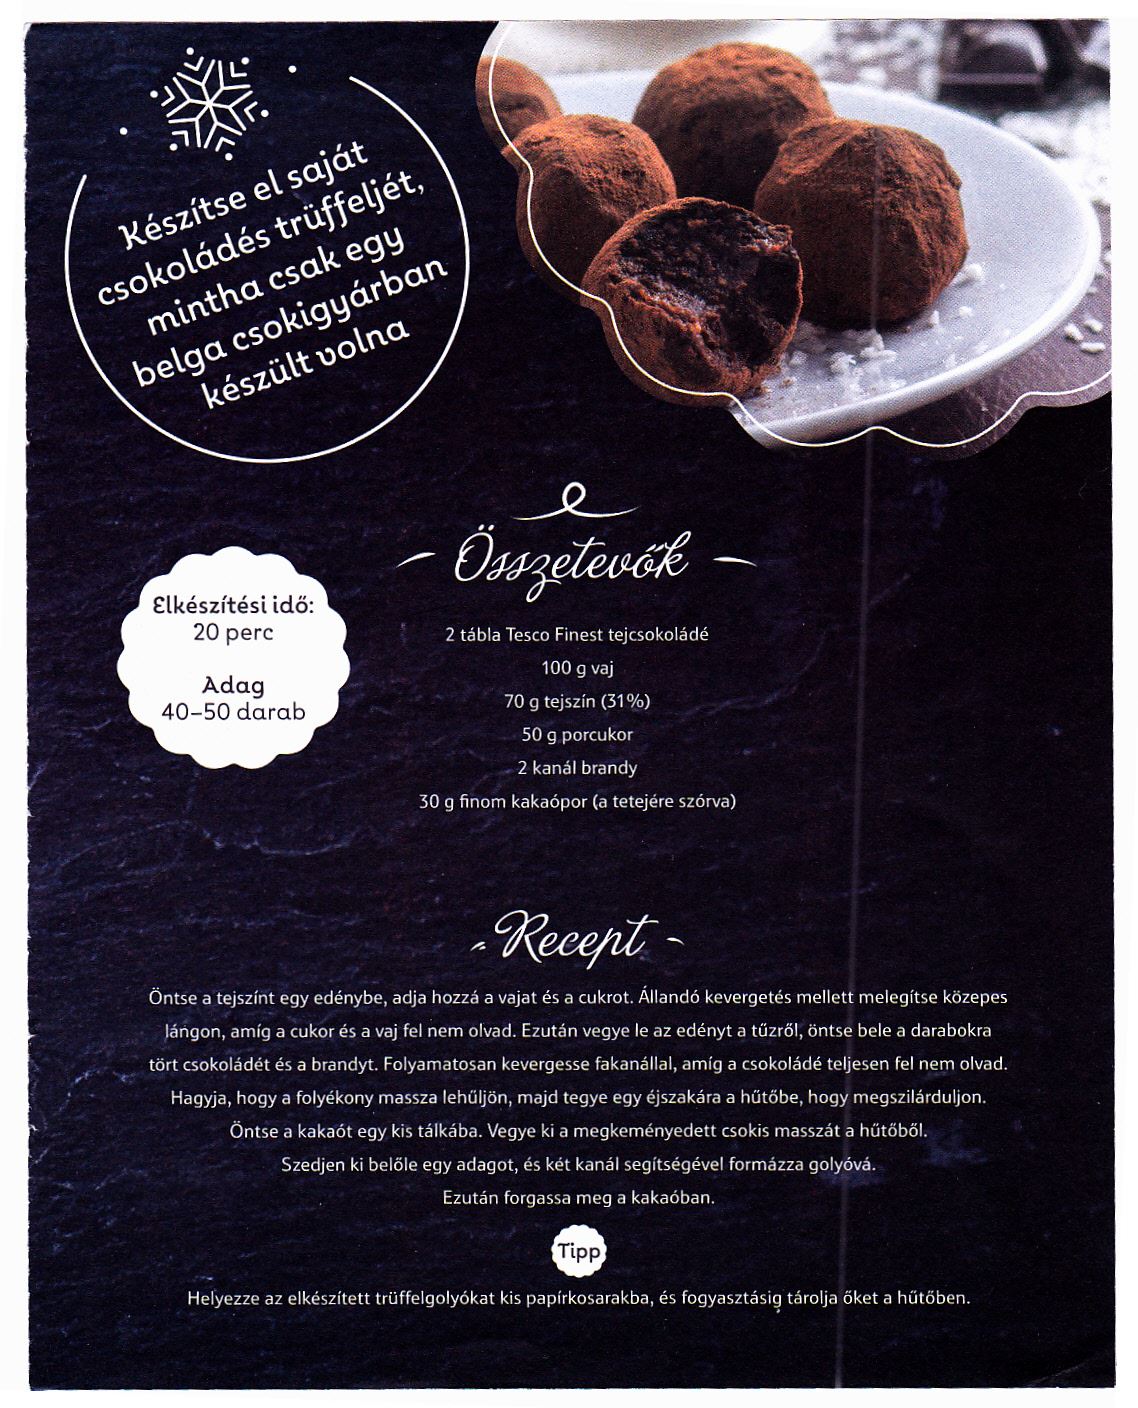 Készítse el saját
csokoládés trüffeljét,
mintha csak egy
belga csokigyárban
készült volna
Összetevők
Elkészítési idő:
20 perc
Adag
40–50 darab
2 tábla Tesco Finest tejcsokoládé
100 g vaj
70 g tejszín (31%)
50 g porcukor
2 kanál brandy
30 g finom kakaópor (a tetejére szórva)
Recept
Öntse a tejszínt egy edénybe, adja hozzá a vajat és a cukrot. Állandó kevergetés mellett melegítse közepes
lángon, amíg a cukor és a vaj fel nem olvad. Ezután vegye le az edényt a tűzről, öntse bele a darabokra
tört csokoládét és a brandyt. Folyamatosan kevergesse fakanállal, amíg a csokoládé teljesen fel nem olvad.
Hagyja, hogy a folyékony massza lehűljön, majd tegye egy éjszakára a hűtőbe, hogy megszilárduljon.
Öntse a kakaót egy kis tálkába. Vegye ki a megkeményedett csokis masszát a hűtőből.
Szedjen ki belőle egy adagot, és két kanál segítségével formázza golyóvá.
Ezután forgassa meg a kakaóban.
Tipp
Helyezze az elkészített trüffelgolyókat kis papírkosarakba, és fogyasztásig tárolja őket a hűtőben.